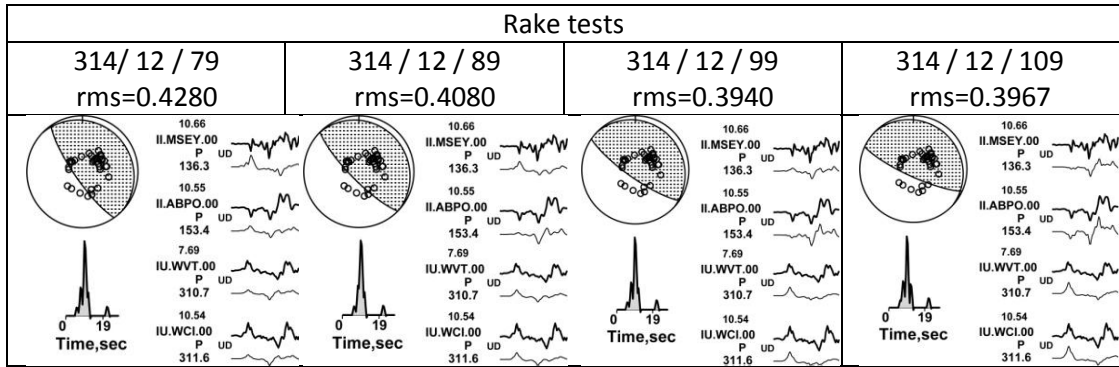 Rake tests
314/ 12 / 79
rms=0.4280
314 / 12 / 89
rms=0.4080
314 / 12 / 99
rms=0.3940
314 / 12 / 109
rms=0.3967
10.66
II.MSEY.00
P UD
136.3
10.55
II.ABPO.00
P UD
153.4
7.69
IU.WVT.00
P UD
310.7
10.54
IU.WCI.00
P UD
311.6
0 19
Time,sec
10.66
II.MSEY.00
P UD
136.3
10.55
II.ABPO.00
P UD
153.4
7.69
IU.WVT.00
P UD
310.7
10.54
IU.WCI.00
P UD
311.6
0 19
Time,sec
10.66
II.MSEY.00
P UD
136.3
10.55
II.ABPO.00
P UD
153.4
7.69
IU.WVT.00
P UD
310.7
10.54
IU.WCI.00
P UD
311.6
0 19
Time,sec
10.66
II.MSEY.00
P UD
136.3
10.55
II.ABPO.00
P UD
153.4
7.69
IU.WVT.00
P UD
310.7
10.54
IU.WCI.00
P UD
311.6
0 19
Time,sec